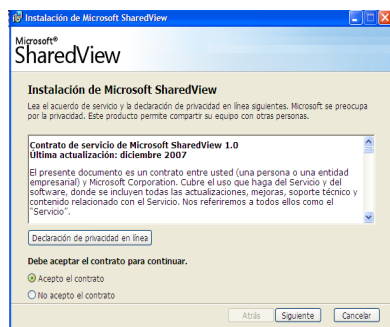 Instalación de Microsoft SharedView
Microsoft®
SharedView
Instalación de Microsoft SharedView
Lea el acuerdo de servicio y la declaración de privacidad en línea siguientes. Microsoft se preocupa
por la privacidad. Este producto permite compartir su equipo con otras personas.
Contrato de servicio de Microsoft SharedView 1.0
Última actualización: diciembre 2007
El presente documento es un contrato entre usted (una persona o una entidad
empresarial) y Microsoft Corporation. Cubre el uso que haga del Servicio y del
software, donde se incluyen todas las actualizaciones, mejoras, soporte técnico y
contenido relacionado con el Servicio. Nos referiremos a todos ellos como el
"Servicio".
Declaración de privacidad en línea
Debe aceptar el contrato para continuar.
Acepto el contrato
No acepto el contrato
Atrás Siguiente Cancelar